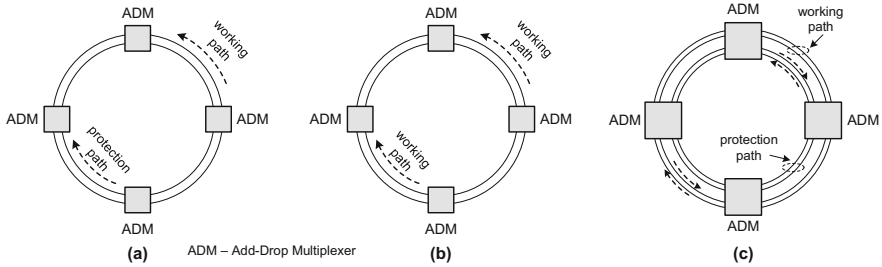 ADM
working
path
ADM
ADM
protection
path
ADM
(a)
ADM – Add-Drop Multiplexer
ADM
working
path
ADM
ADM
working
path
ADM
(b)
ADM
working
path
ADM
ADM
protection
path
ADM
(c)